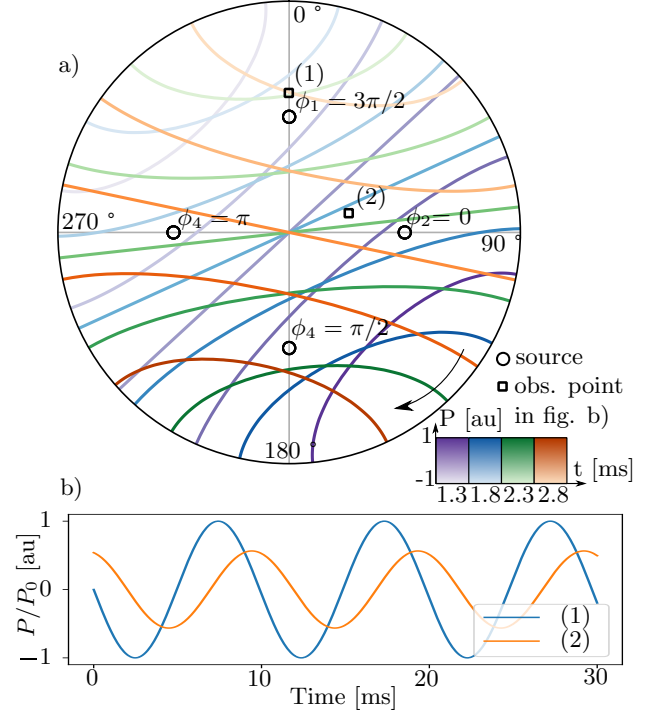 0 °
a)
(1)
ϕ₁ = 3π/2
(2)
270 °
ϕ₄ = π
ϕ₂ = 0
90 °
ϕ₄ = π/2
source
obs. point
in fig. b)
P [au]
1
-1
t [ms]
1.3 1.8 2.3 2.8
180 °
b)
P/P₀ [au]
1
0
-1
(1)
(2)
0 10 20 30
Time [ms]